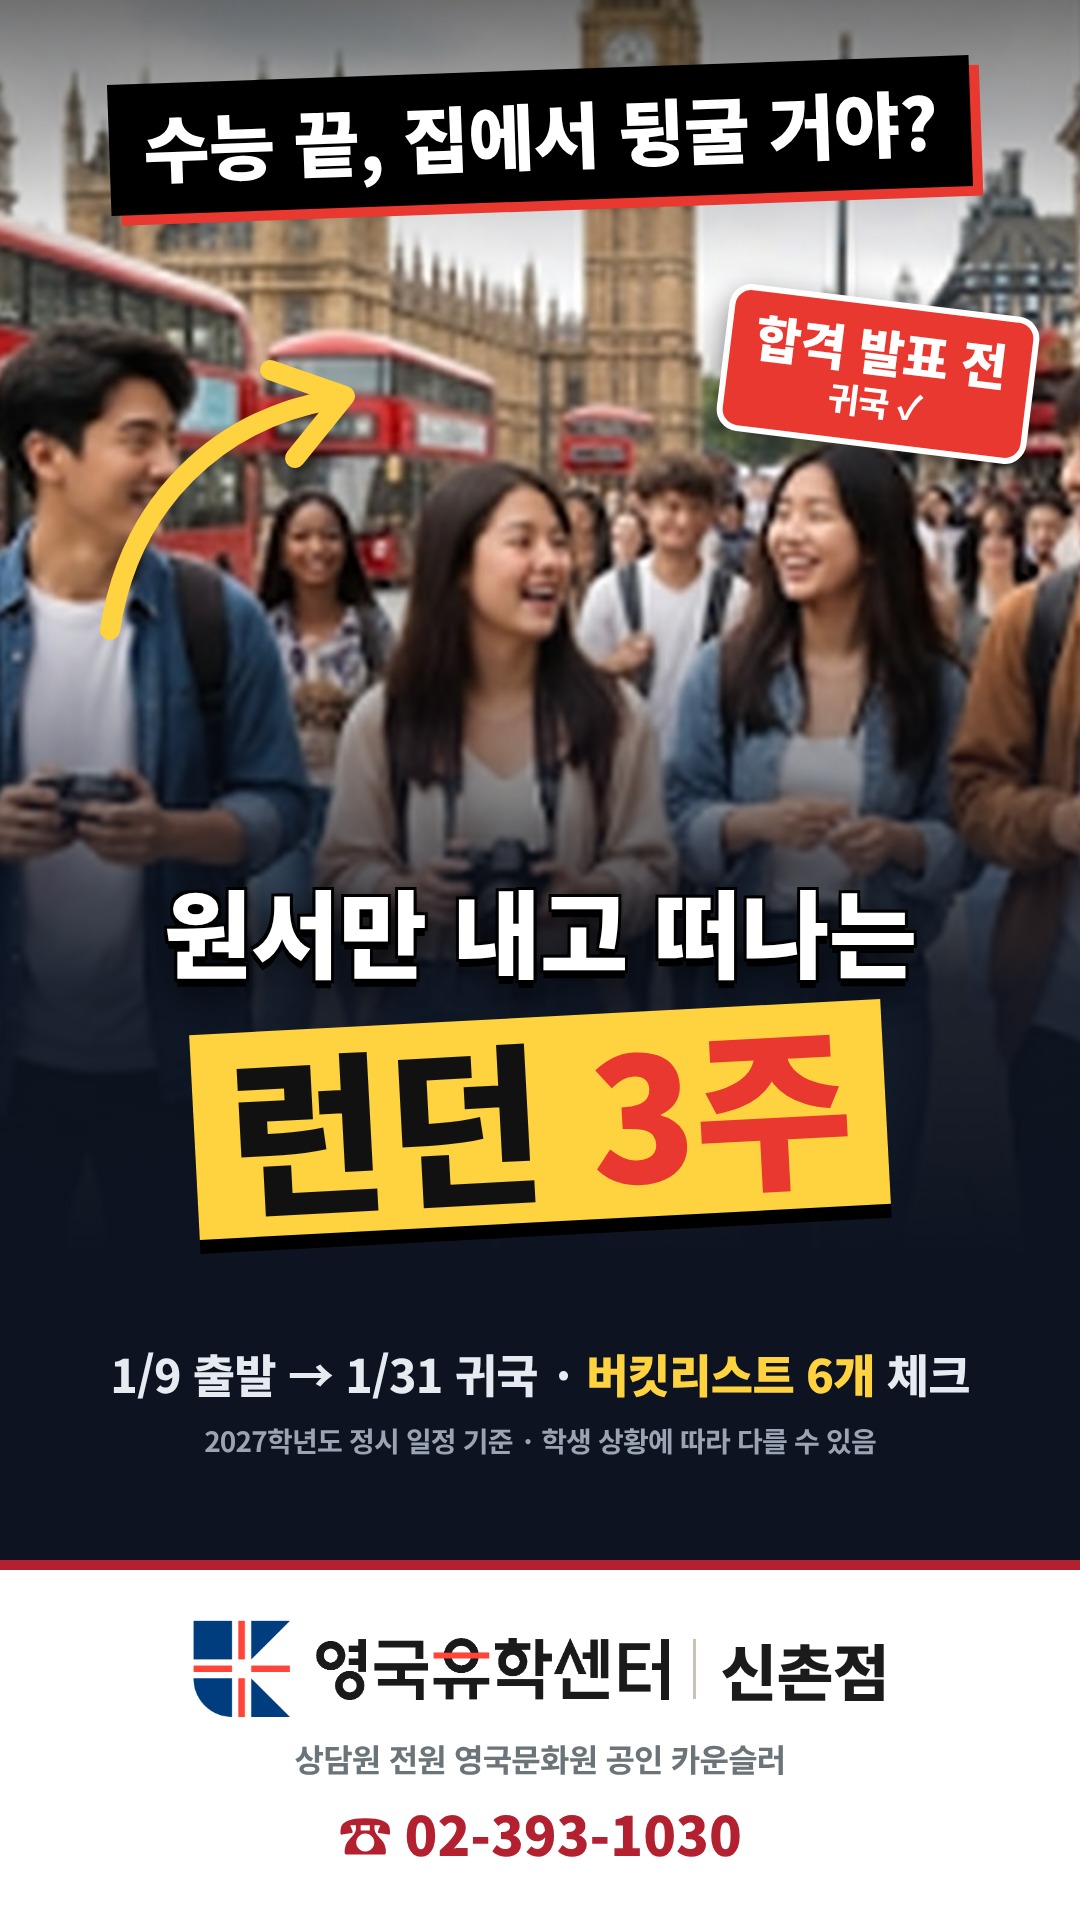 수능 끝, 집에서 뒹굴 거야?
합격 발표 전
귀국 ✓
원서만 내고 떠나는
런던 3주
1/9 출발 → 1/31 귀국 · 버킷리스트 6개 체크
2027학년도 정시 일정 기준 · 학생 상황에 따라 다를 수 있음
영국유학센터 | 신촌점
상담원 전원 영국문화원 공인 카운슬러
☎ 02-393-1030